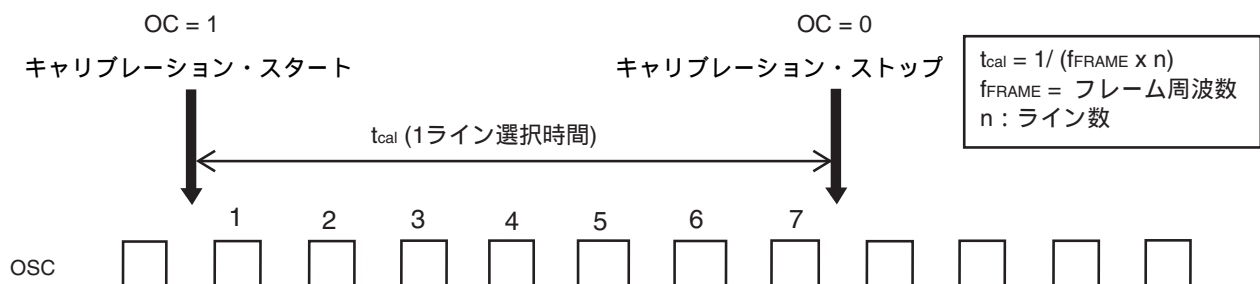 OC = 1
OC = 0
キャリブレーション・スタート
キャリブレーション・ストップ
tcal = 1/ (fFRAME x n)
fFRAME = フレーム周波数
n : ライン数
tcal (1ライン選択時間)
1 2 3 4 5 6 7
OSC